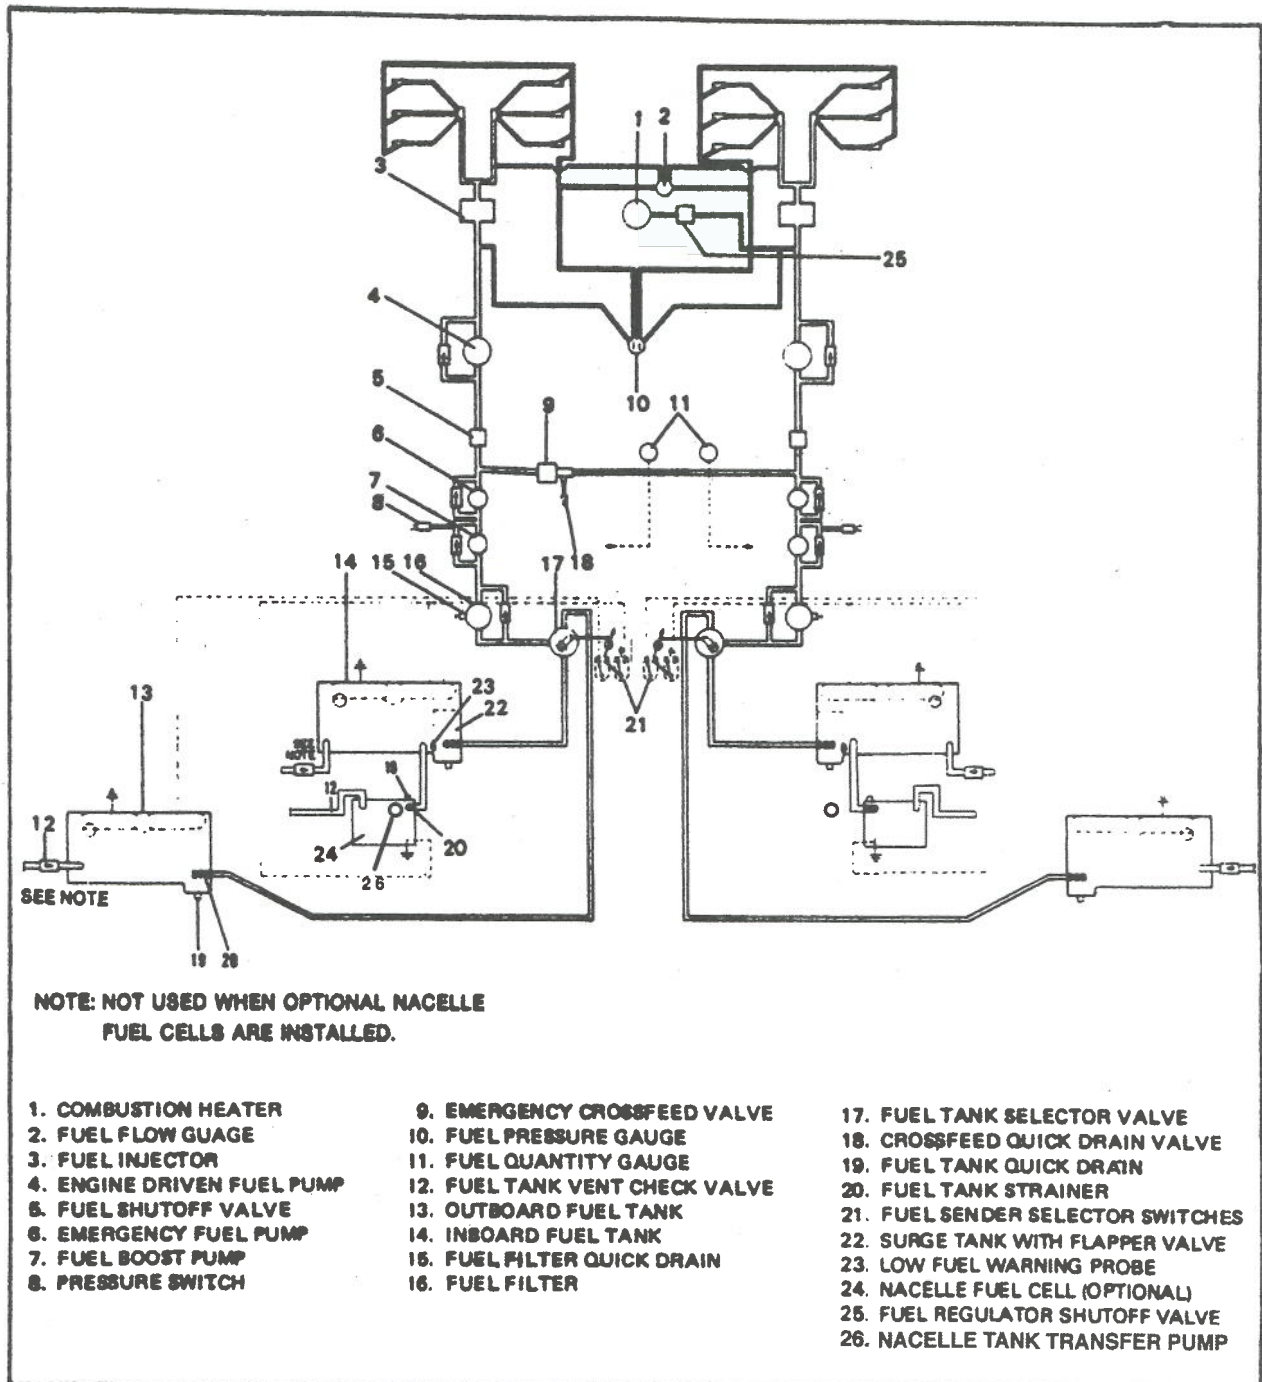 1 2
3
25
4
5 9 10 11
6
7
8
14 15 16 17 18
13 23
22 21
SEE
NOTE
12 18
12 20
24
26
SEE NOTE
19 20
NOTE: NOT USED WHEN OPTIONAL NACELLE
FUEL CELLS ARE INSTALLED.
1. COMBUSTION HEATER
2. FUEL FLOW GUAGE
3. FUEL INJECTOR
4. ENGINE DRIVEN FUEL PUMP
5. FUEL SHUTOFF VALVE
6. EMERGENCY FUEL PUMP
7. FUEL BOOST PUMP
8. PRESSURE SWITCH
9. EMERGENCY CROSSFEED VALVE
10. FUEL PRESSURE GAUGE
11. FUEL QUANTITY GAUGE
12. FUEL TANK VENT CHECK VALVE
13. OUTBOARD FUEL TANK
14. INBOARD FUEL TANK
15. FUEL FILTER QUICK DRAIN
16. FUEL FILTER
17. FUEL TANK SELECTOR VALVE
18. CROSSFEED QUICK DRAIN VALVE
19. FUEL TANK QUICK DRAIN
20. FUEL TANK STRAINER
21. FUEL SENDER SELECTOR SWITCHES
22. SURGE TANK WITH FLAPPER VALVE
23. LOW FUEL WARNING PROBE
24. NACELLE FUEL CELL (OPTIONAL)
25. FUEL REGULATOR SHUTOFF VALVE
26. NACELLE TANK TRANSFER PUMP